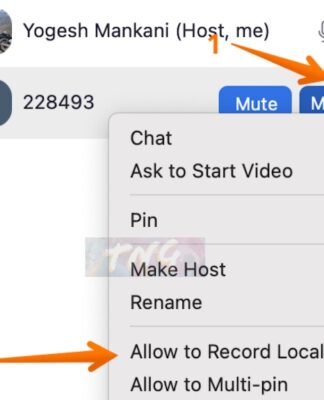 Yogesh Mankani (Host, me)
1
228493
Mute
M
Chat
Ask to Start Video
Pin
TNG
Make Host
Rename
Allow to Record Local
Allow to Multi-pin